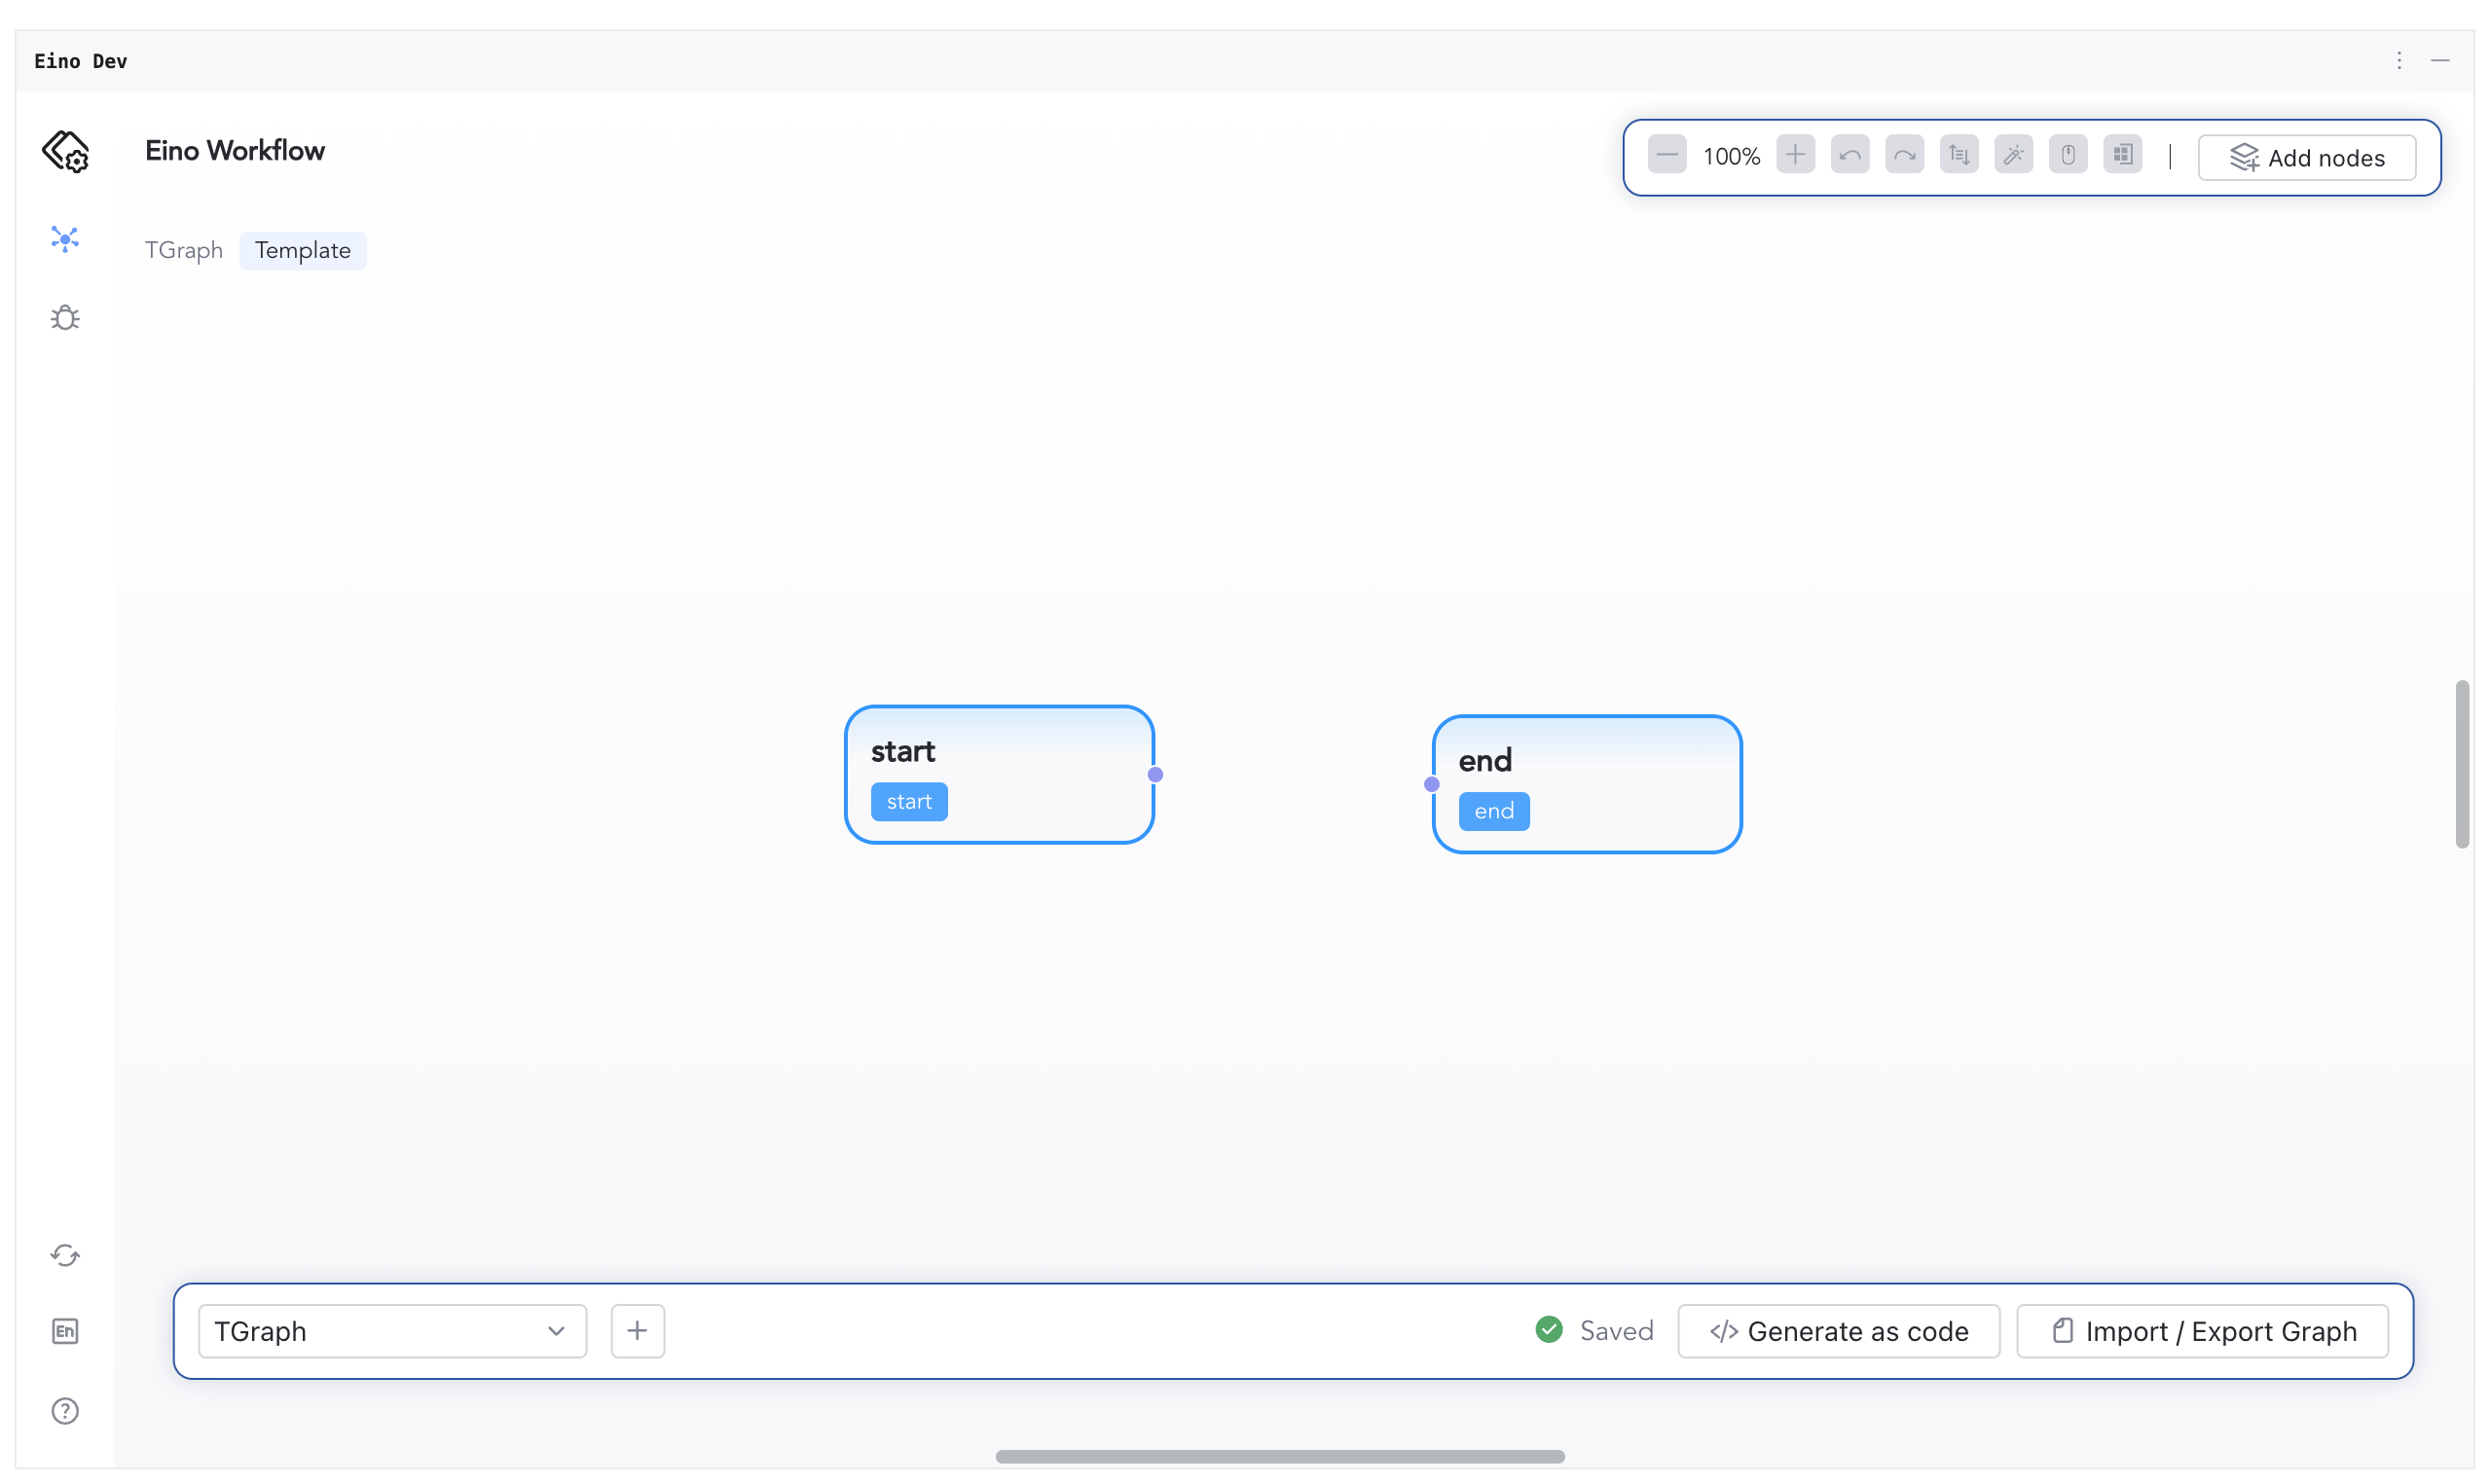 Eino Dev
Eino Workflow
100%
Add nodes
TGraph Template
start
start
end
end
TGraph
Saved
</> Generate as code
Import / Export Graph
En